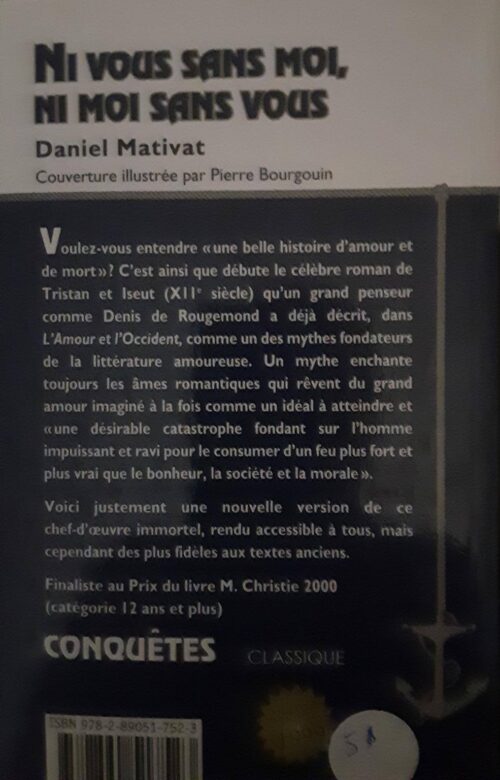 NI VOUS SANS MOI,
NI MOI SANS VOUS
Daniel Mativat
Couverture illustrée par Pierre Bourgouin
Voulez-vous entendre « une belle histoire d'amour et
de mort » ? C'est ainsi que débute le célèbre roman de
Tristan et Iseut (XIIe siècle) qu'un grand penseur
comme Denis de Rougemond a déjà décrit, dans
L'Amour et l'Occident, comme un des mythes fondateurs
de la littérature amoureuse. Un mythe enchante
toujours les âmes romantiques qui rêvent du grand
amour imaginé à la fois comme un idéal à atteindre et
« une désirable catastrophe fondant sur l'homme
impuissant et ravi pour le consumer d'un feu plus fort et
plus vrai que le bonheur, la société et la morale ».
Voici justement une nouvelle version de ce
chef-d'œuvre immortel, rendu accessible à tous, mais
cependant des plus fidèles aux textes anciens.
Finaliste au Prix du livre M. Christie 2000
(catégorie 12 ans et plus)
CONQUÊTES CLASSIQUE
ISBN 978-2-89051-752-3
5$